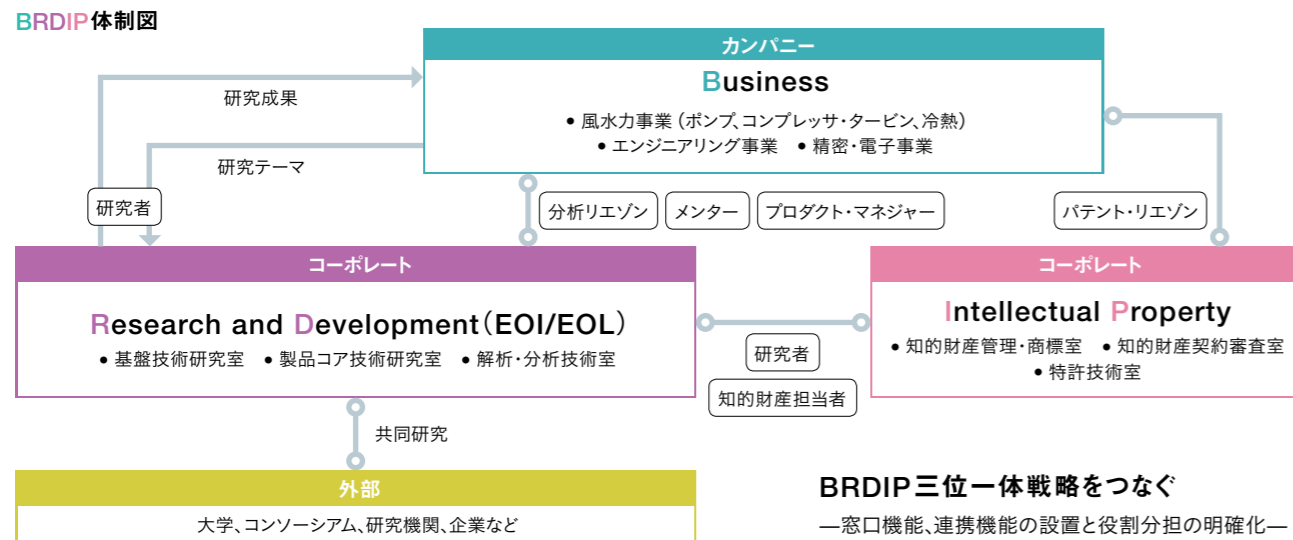 BRDIP体制図
カンパニー
Business
• 風水力事業（ポンプ、コンプレッサ・タービン、冷熱）
• エンジニアリング事業　• 精密・電子事業
研究成果
研究テーマ
研究者
分析リエゾン
メンター
プロダクト・マネジャー
パテント・リエゾン
コーポレート
Research and Development（EOI/EOL）
• 基盤技術研究室　• 製品コア技術研究室　• 解析・分析技術室
研究者
知的財産担当者
コーポレート
Intellectual Property
• 知的財産管理・商標室　• 知的財産契約審査室
• 特許技術室
共同研究
外部
大学、コンソーシアム、研究機関、企業など
BRDIP三位一体戦略をつなぐ
—窓口機能、連携機能の設置と役割分担の明確化—